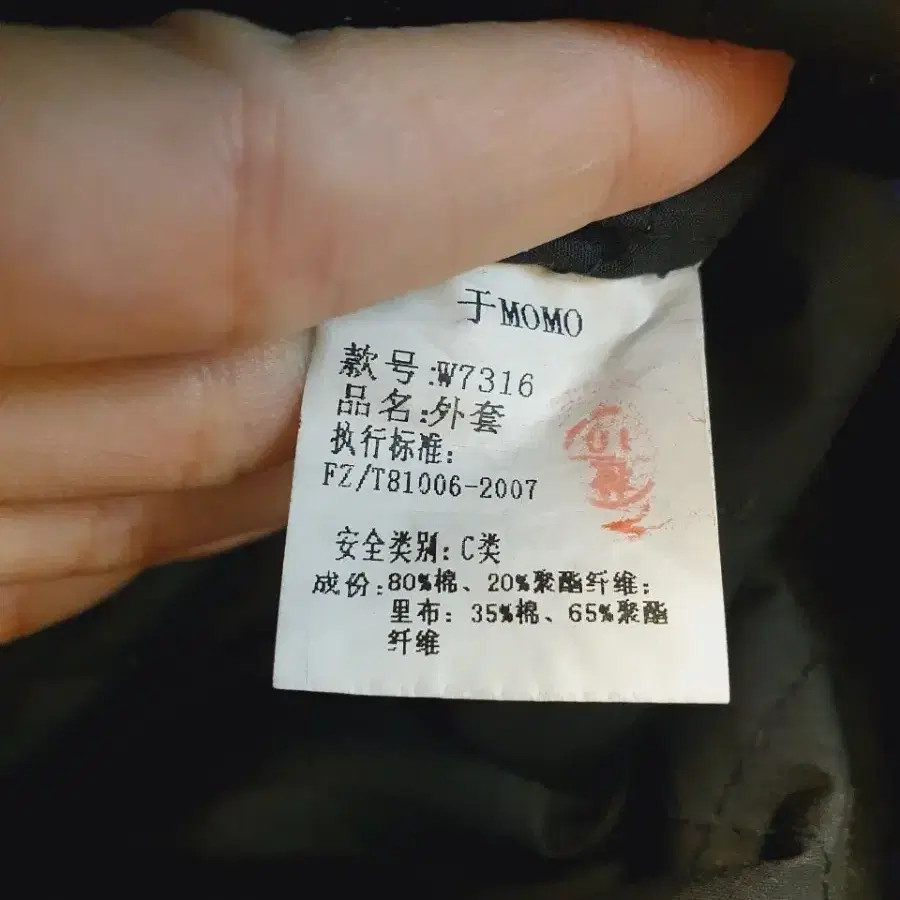 于MOMO
款号:W7316
品名:外套
执行标准:
FZ/T81006-2007
安全类别:C类
成份:80%棉、20%聚酯纤维;
里布:35%棉、65%聚酯
纤维